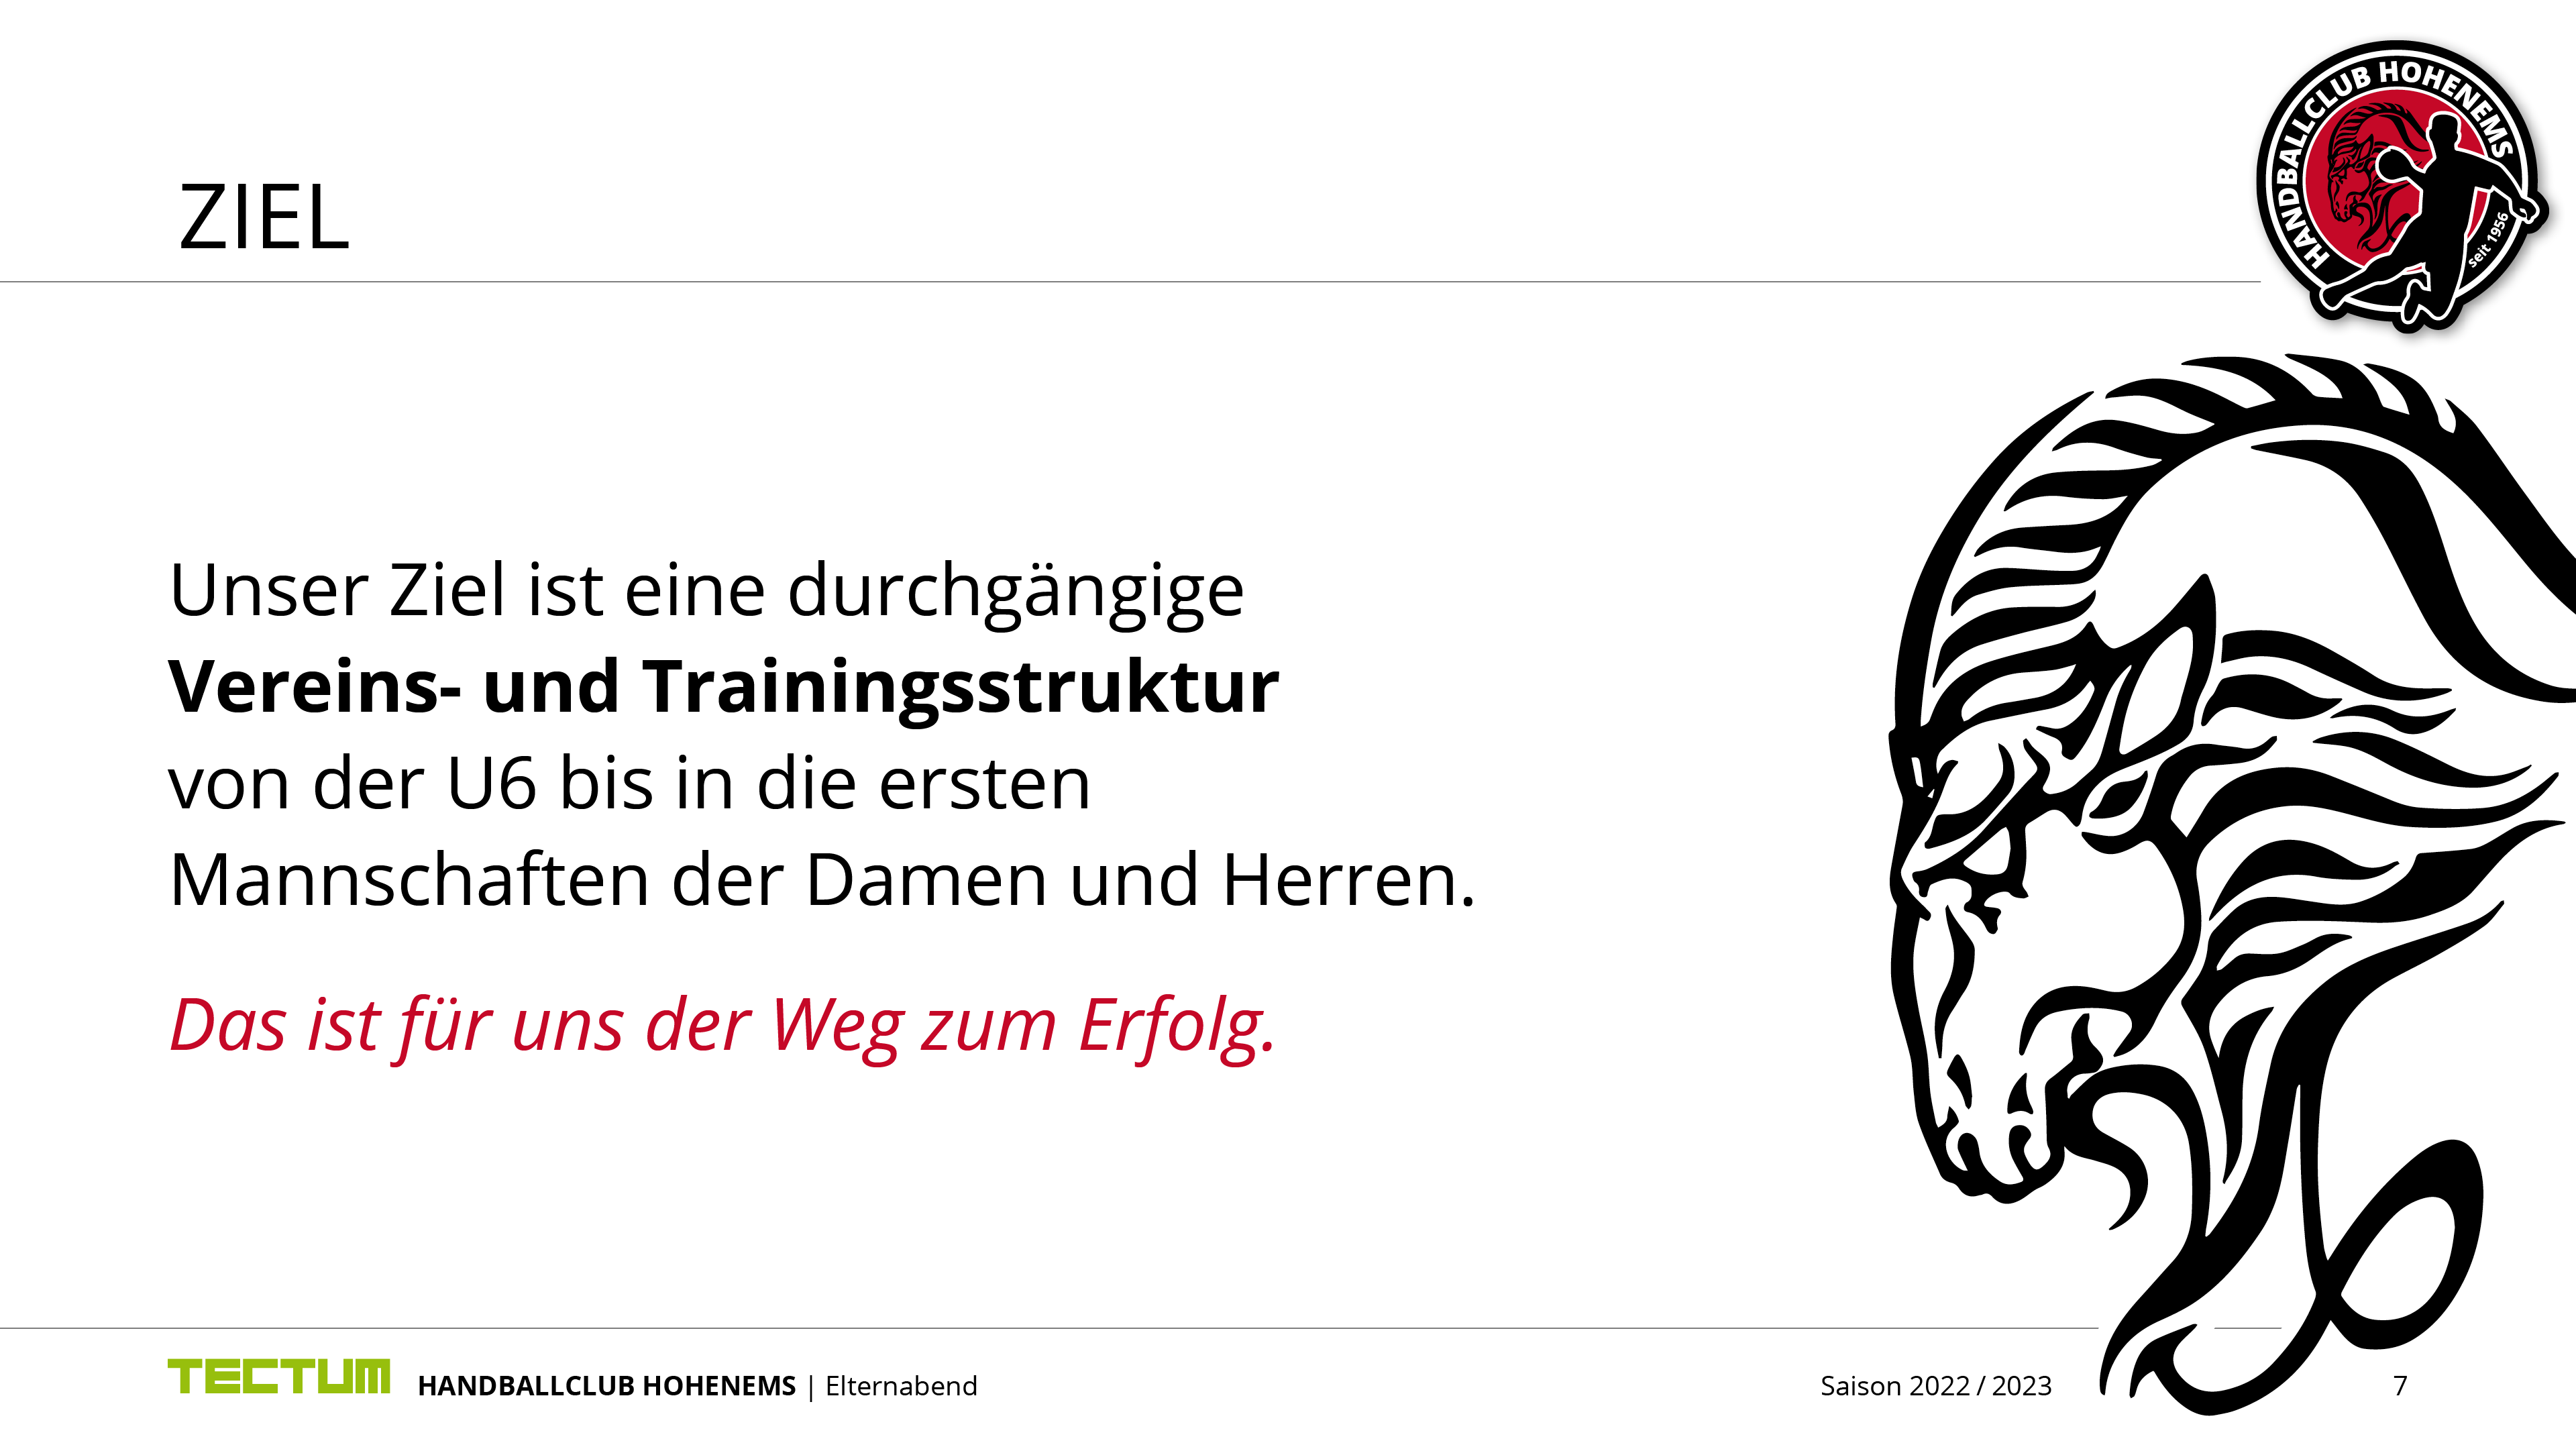 HANDBALLCLUB HOHENEMS
seit 1956
ZIEL
Unser Ziel ist eine durchgängige
Vereins- und Trainingsstruktur
von der U6 bis in die ersten
Mannschaften der Damen und Herren.
Das ist für uns der Weg zum Erfolg.
TECTUM HANDBALLCLUB HOHENEMS | Elternabend Saison 2022 / 2023 7